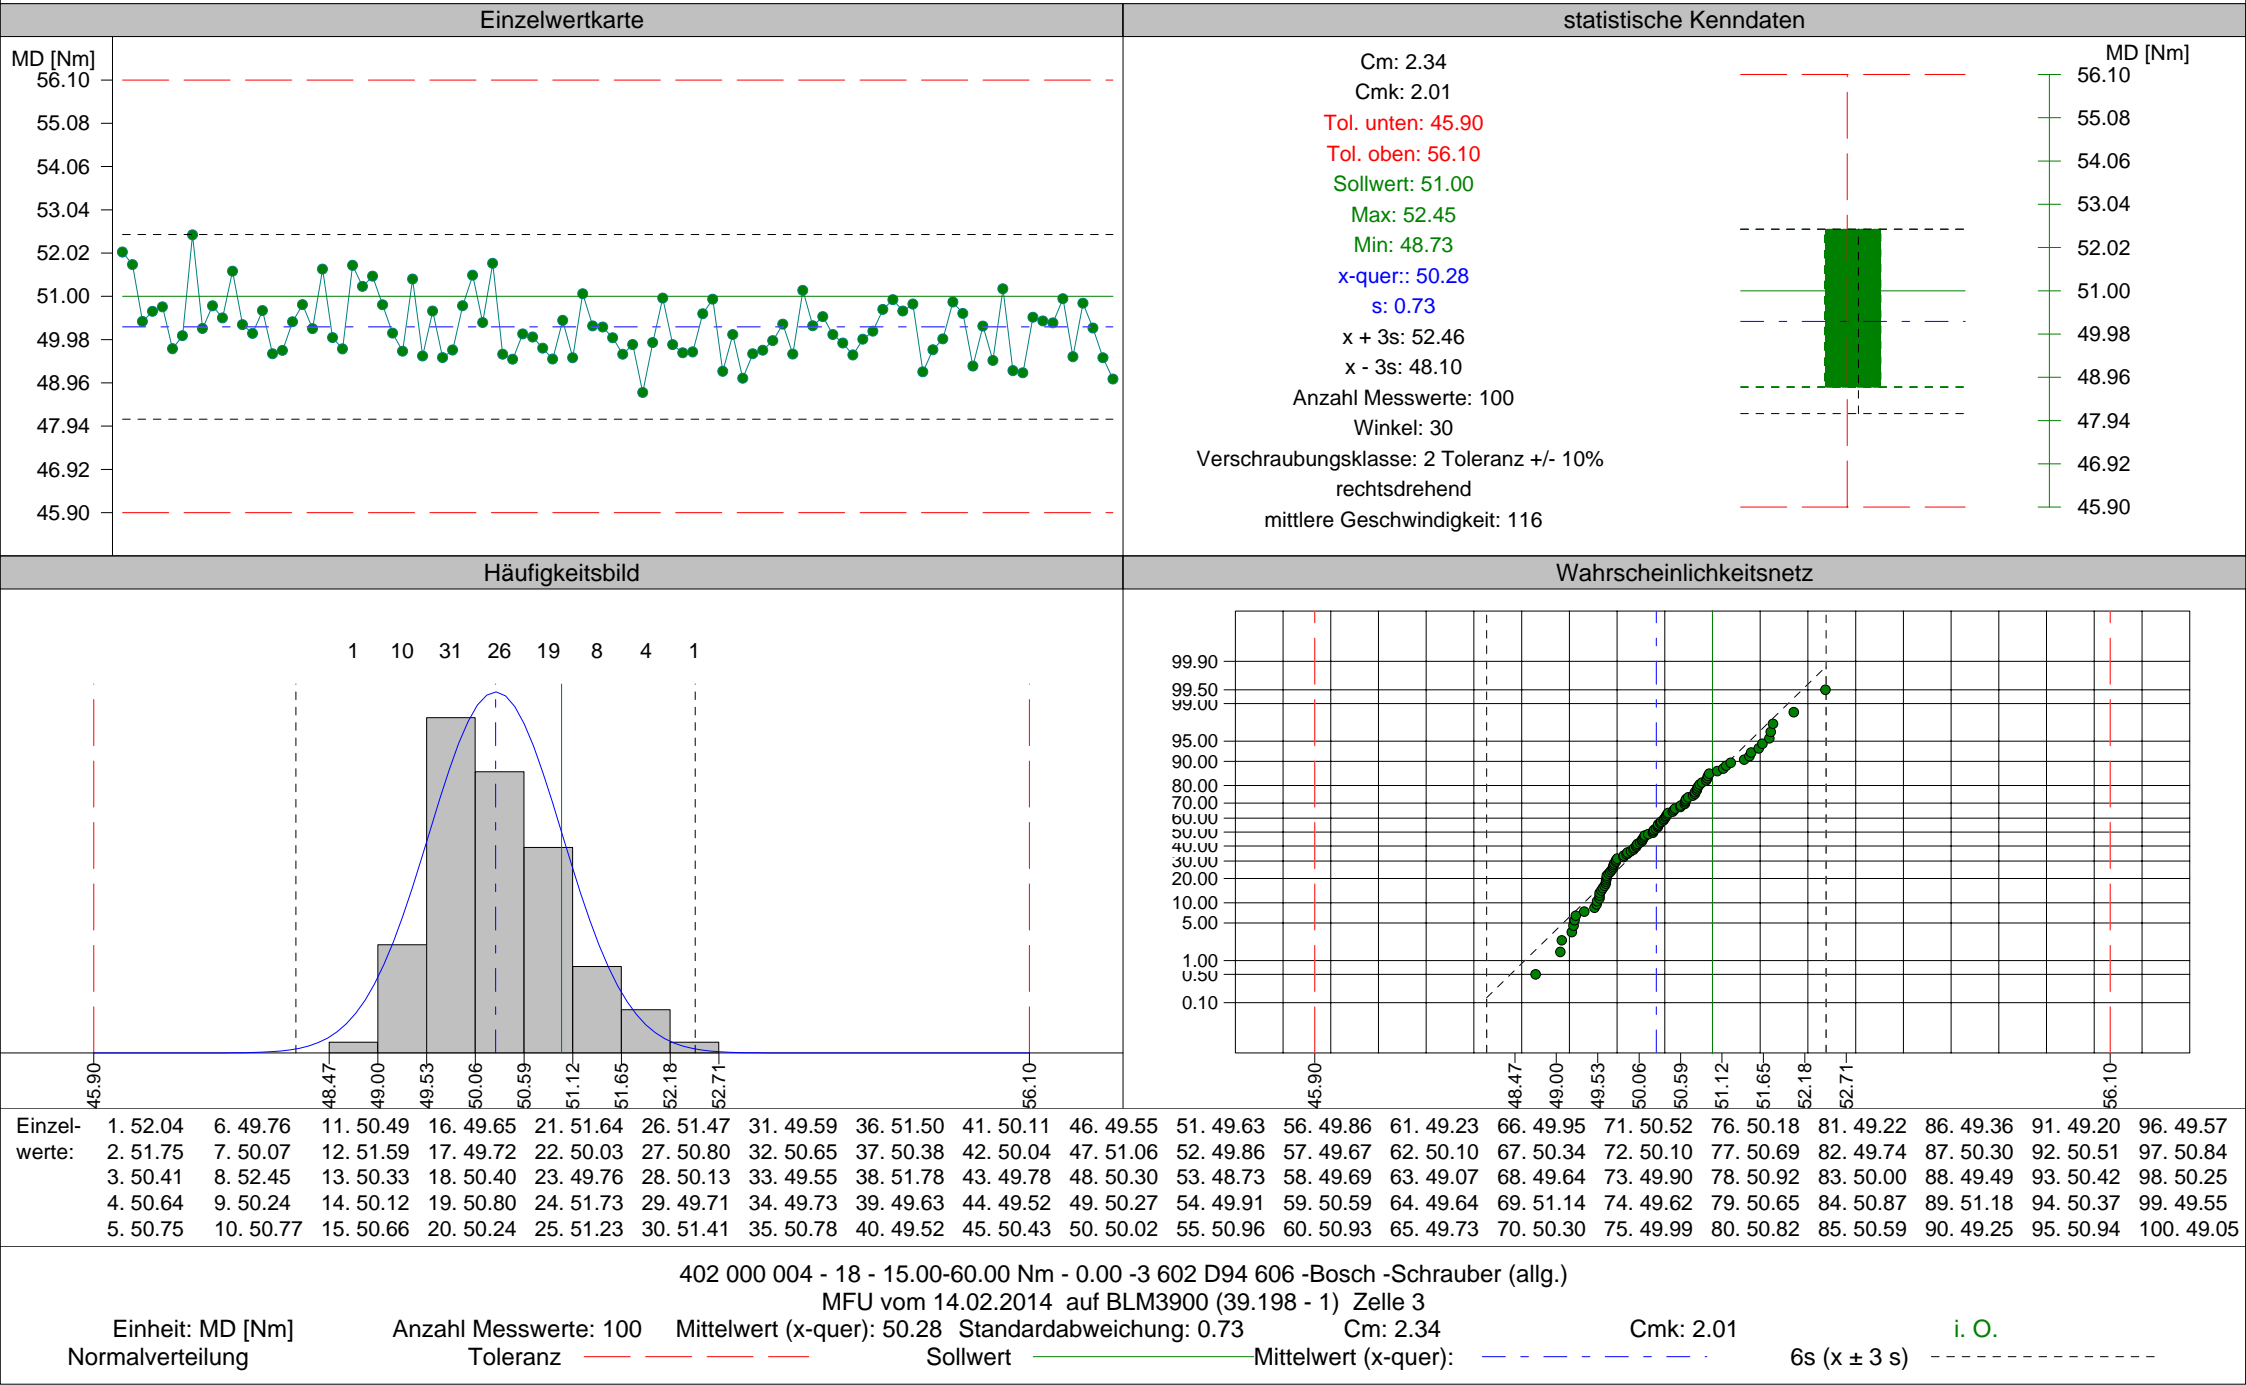 Einzelwertkarte
MD [Nm]
56.10
55.08
54.06
53.04
52.02
51.00
49.98
48.96
47.94
46.92
45.90
statistische Kenndaten
Cm: 2.34
Cmk: 2.01
Tol. unten: 45.90
Tol. oben: 56.10
Sollwert: 51.00
Max: 52.45
Min: 48.73
x-quer:: 50.28
s: 0.73
x + 3s: 52.46
x - 3s: 48.10
Anzahl Messwerte: 100
Winkel: 30
Verschraubungsklasse: 2 Toleranz +/- 10%
rechtsdrehend
mittlere Geschwindigkeit: 116
MD [Nm]
56.10
55.08
54.06
53.04
52.02
51.00
49.98
48.96
47.94
46.92
45.90
Häufigkeitsbild
1 10 31 26 19 8 4 1
45.90 48.47 49.00 49.53 50.06 50.59 51.12 51.65 52.18 52.71 56.10
Wahrscheinlichkeitsnetz
99.90
99.50
99.00
95.00
90.00
80.00
70.00
60.00
50.00
40.00
30.00
20.00
10.00
5.00
1.00
0.50
0.10
45.90 48.47 49.00 49.53 50.06 50.59 51.12 51.65 52.18 52.71 56.10
Einzel- 1. 52.04 6. 49.76 11. 50.49 16. 49.65 21. 51.64 26. 51.47 31. 49.59 36. 51.50 41. 50.11 46. 49.55 51. 49.63 56. 49.86 61. 49.23 66. 49.95 71. 50.52 76. 50.18 81. 49.22 86. 49.36 91. 49.20 96. 49.57
werte: 2. 51.75 7. 50.07 12. 51.59 17. 49.72 22. 50.03 27. 50.80 32. 50.65 37. 50.38 42. 50.04 47. 51.06 52. 49.86 57. 49.67 62. 50.10 67. 50.34 72. 50.10 77. 50.69 82. 49.74 87. 50.30 92. 50.51 97. 50.84
3. 50.41 8. 52.45 13. 50.33 18. 50.40 23. 49.76 28. 50.13 33. 49.55 38. 51.78 43. 49.78 48. 50.30 53. 48.73 58. 49.69 63. 49.07 68. 49.64 73. 49.90 78. 50.92 83. 50.00 88. 49.49 93. 50.42 98. 50.25
4. 50.64 9. 50.24 14. 50.12 19. 50.80 24. 51.73 29. 49.71 34. 49.73 39. 49.63 44. 49.52 49. 50.27 54. 49.91 59. 50.59 64. 49.64 69. 51.14 74. 49.62 79. 50.65 84. 50.87 89. 51.18 94. 50.37 99. 49.55
5. 50.75 10. 50.77 15. 50.66 20. 50.24 25. 51.23 30. 51.41 35. 50.78 40. 49.52 45. 50.43 50. 50.02 55. 50.96 60. 50.93 65. 49.73 70. 50.30 75. 49.99 80. 50.82 85. 50.59 90. 49.25 95. 50.94 100. 49.05
402 000 004 - 18 - 15.00-60.00 Nm - 0.00 -3 602 D94 606 -Bosch -Schrauber (allg.)
MFU vom 14.02.2014 auf BLM3900 (39.198 - 1) Zelle 3
Einheit: MD [Nm] Anzahl Messwerte: 100 Mittelwert (x-quer): 50.28 Standardabweichung: 0.73 Cm: 2.34 Cmk: 2.01 i. O.
Normalverteilung Toleranz Sollwert Mittelwert (x-quer): 6s (x ± 3 s)